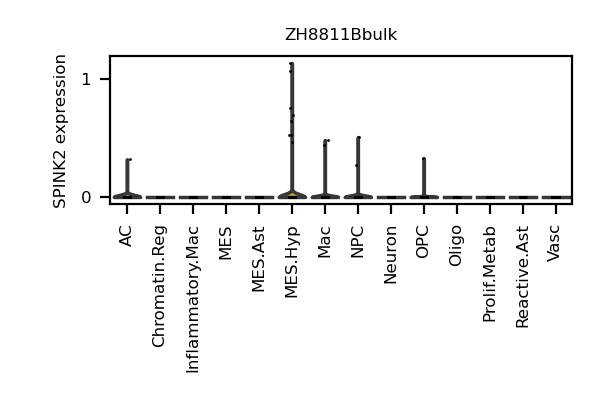 ZH8811Bbulk
SPINK2 expression
1
0
AC
Chromatin.Reg
Inflammatory.Mac
MES
MES.Ast
MES.Hyp
Mac
NPC
Neuron
OPC
Oligo
Prolif.Metab
Reactive.Ast
Vasc